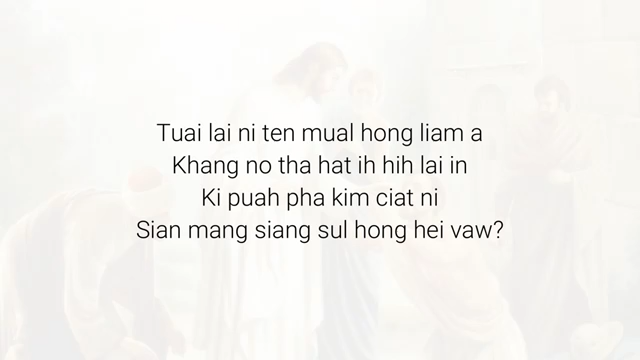 Tuai lai ni ten mual hong liam a
Khang no tha hat ih hih lai in
Ki puah pha kim ciat ni
Sian mang siang sul hong hei vaw?